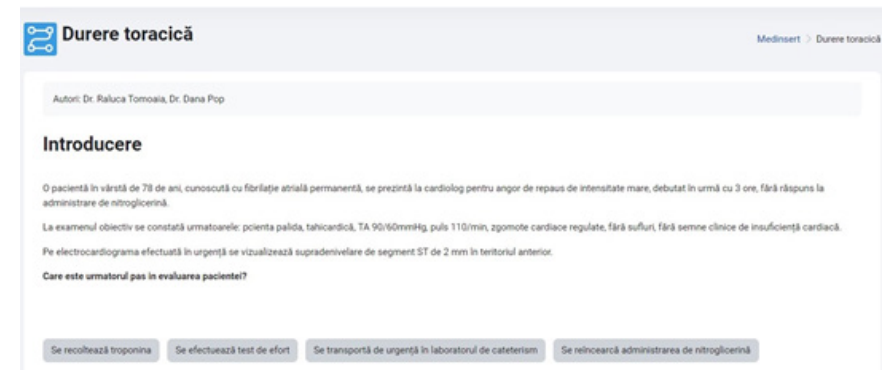 Durere toracică
Medinsert > Durere toracică
Autori: Dr. Raluca Tomoaia, Dr. Dana Pop
Introducere
O pacientă în vârstă de 78 de ani, cunoscută cu fibrilație atrială permanentă, se prezintă la cardiolog pentru angor de repaus de intensitate mare, debutat în urmă cu 3 ore, fără răspuns la
administrare de nitroglicerină.
La examenul obiectiv se constată urmatoarele: pcienta palida, tahicardică, TA 90/60mmHg, puls 110/min, zgomote cardiace regulate, fără sufluri, fără semne clinice de insuficiență cardiacă.
Pe electrocardiograma efectuată în urgență se vizualizează supradenivelare de segment ST de 2 mm în teritoriul anterior.
Care este urmatorul pas in evaluarea pacientei?
Se recoltează troponina Se efectuează test de efort Se transportă de urgență în laboratorul de cateterism Se reîncearcă administrarea de nitroglicerină